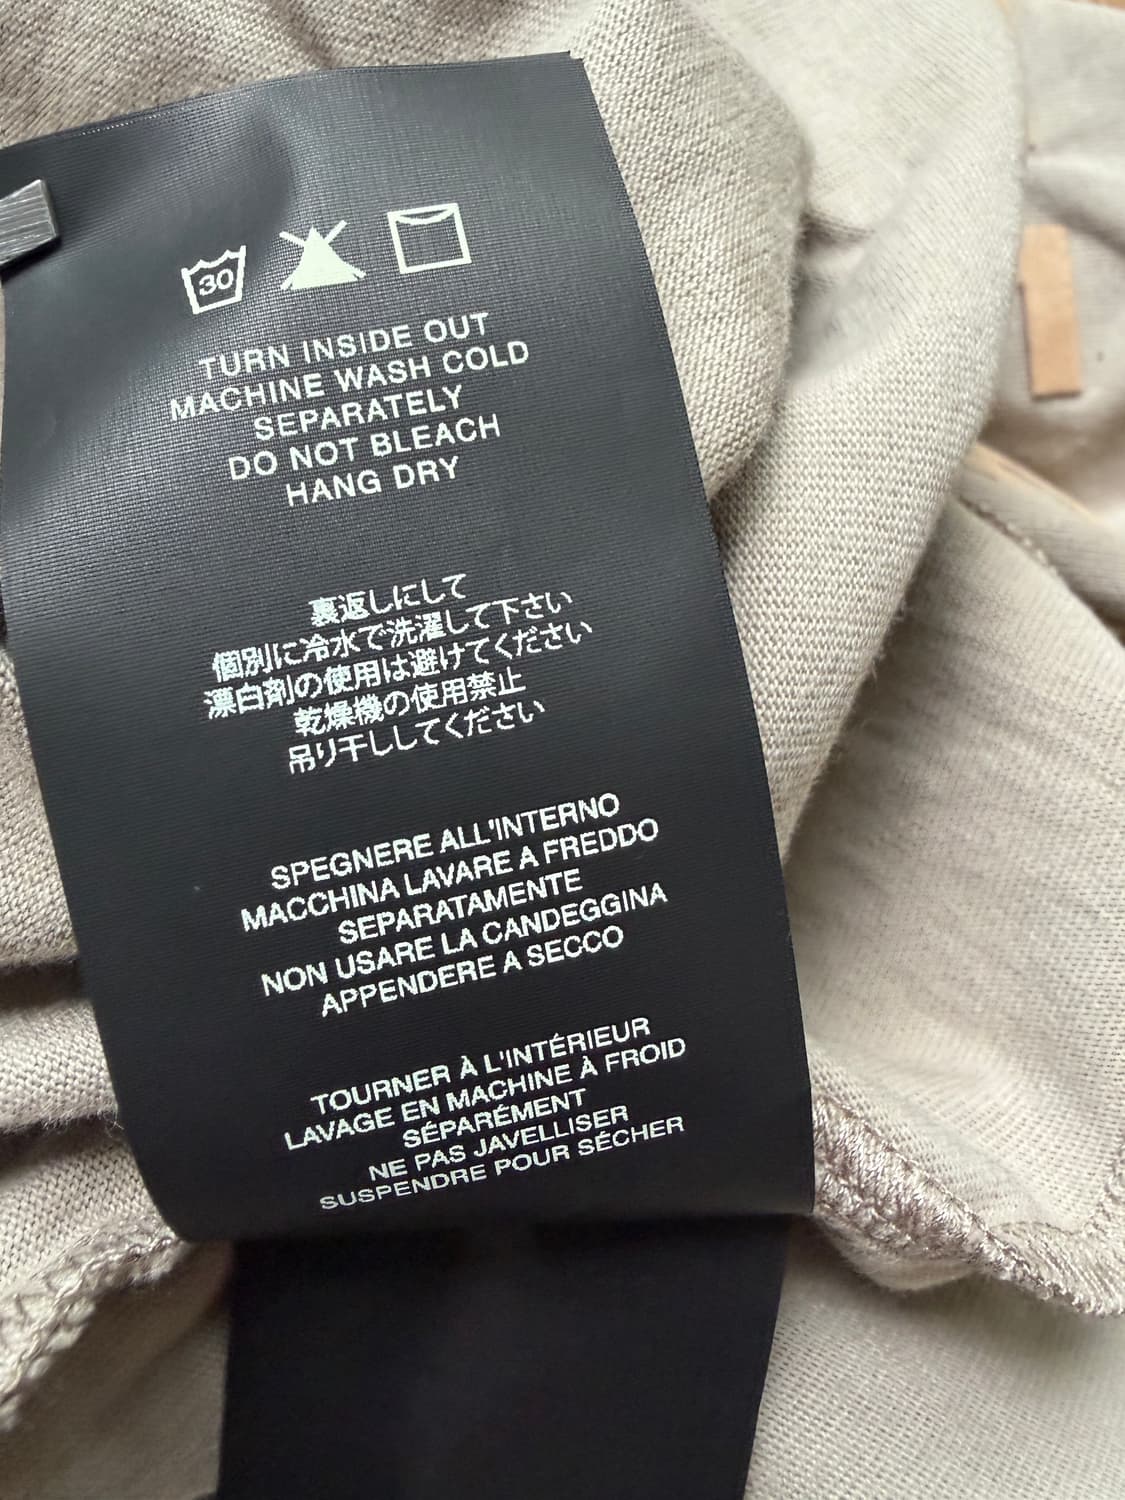 30
TURN INSIDE OUT
MACHINE WASH COLD
SEPARATELY
DO NOT BLEACH
HANG DRY
裏返しにして
個別に冷水で洗濯して下さい
漂白剤の使用は避けてください
乾燥機の使用禁止
吊り干ししてください
SPEGNERE ALL'INTERNO
MACCHINA LAVARE A FREDDO
SEPARATAMENTE
NON USARE LA CANDEGGINA
APPENDERE A SECCO
TOURNER À L'INTÉRIEUR
LAVAGE EN MACHINE À FROID
SÉPARÉMENT
NE PAS JAVELLISER
SUSPENDRE POUR SÉCHER